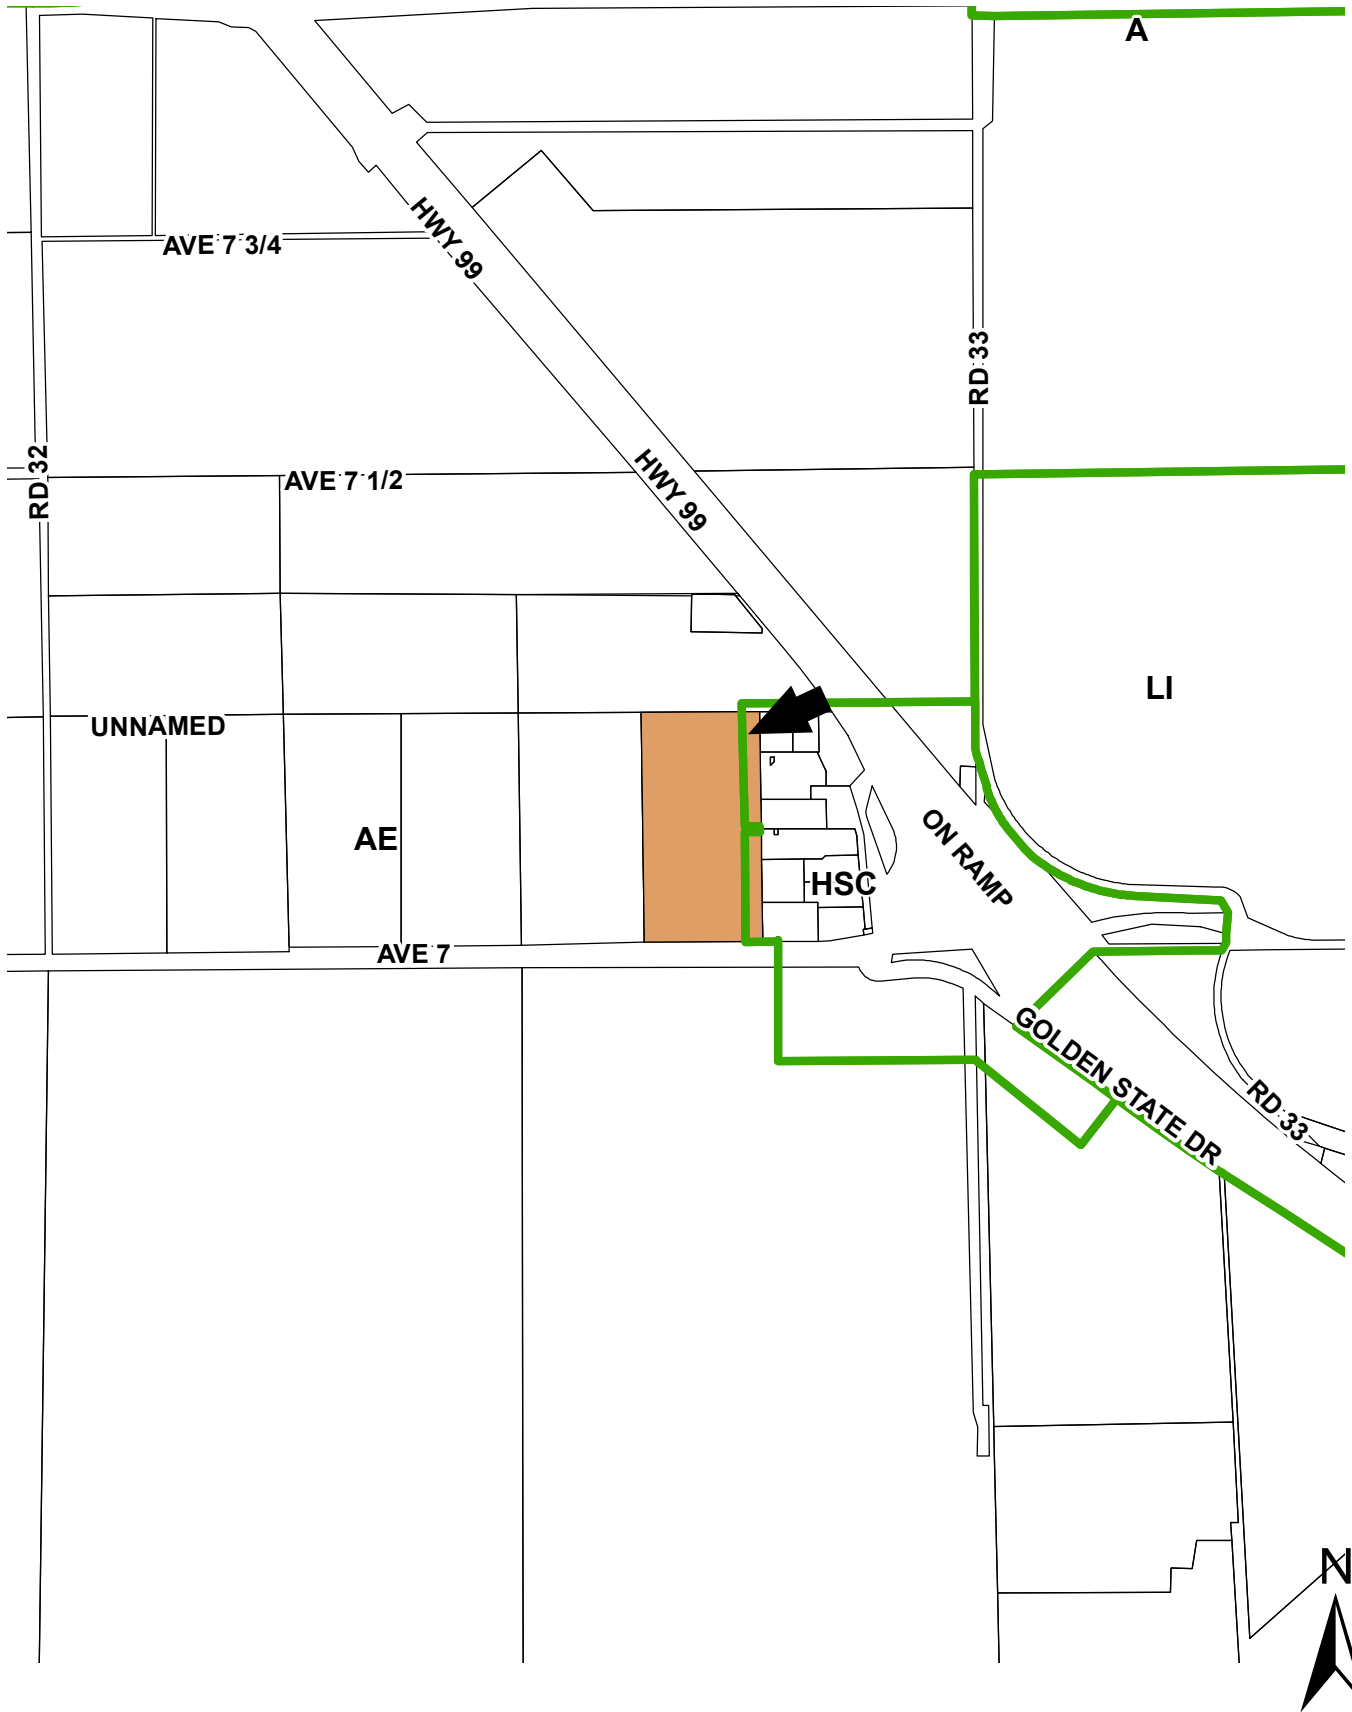 A
HWY 99
AVE 7 3/4
RD 33
HWY 99
RD 32
AVE 7 1/2
LI
UNNAMED
ON RAMP
AE
HSC
AVE 7
GOLDEN STATE DR
RD 33
N